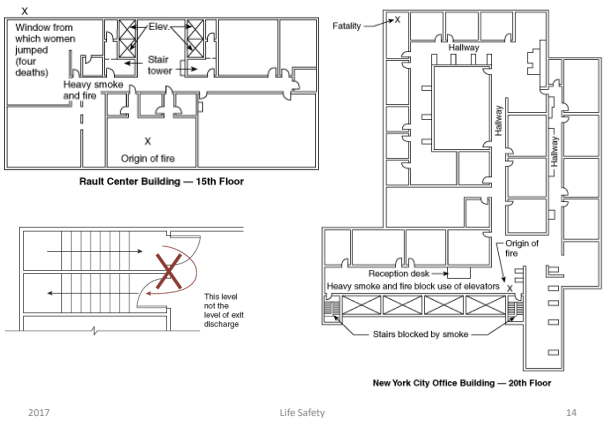 X
Window from
which women
jumped
(four
deaths)
Elev.
Stair
tower
Heavy smoke
and fire
X
Origin of fire
Rault Center Building — 15th Floor
Fatality
X
Hallway
Hallway
Hallway
Origin of
fire
Reception desk
Heavy smoke and fire block use of elevators
X
Stairs blocked by smoke
New York City Office Building — 20th Floor
This level
not the
level of exit
discharge
2017
Life Safety
14